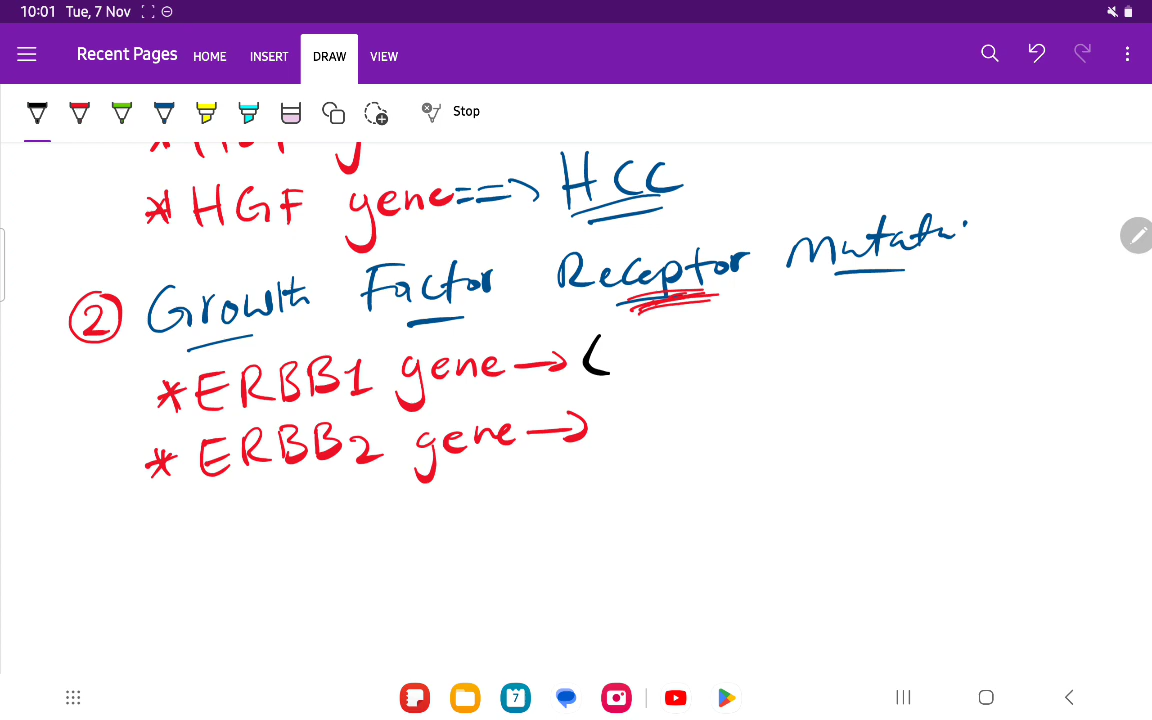 10:01 Tue, 7 Nov
Recent Pages HOME INSERT DRAW VIEW
Stop
* HGF gene ==⇒ HCC
② Growth Factor Receptor
* ERBB1 gene → C
* ERBB2 gene →
7